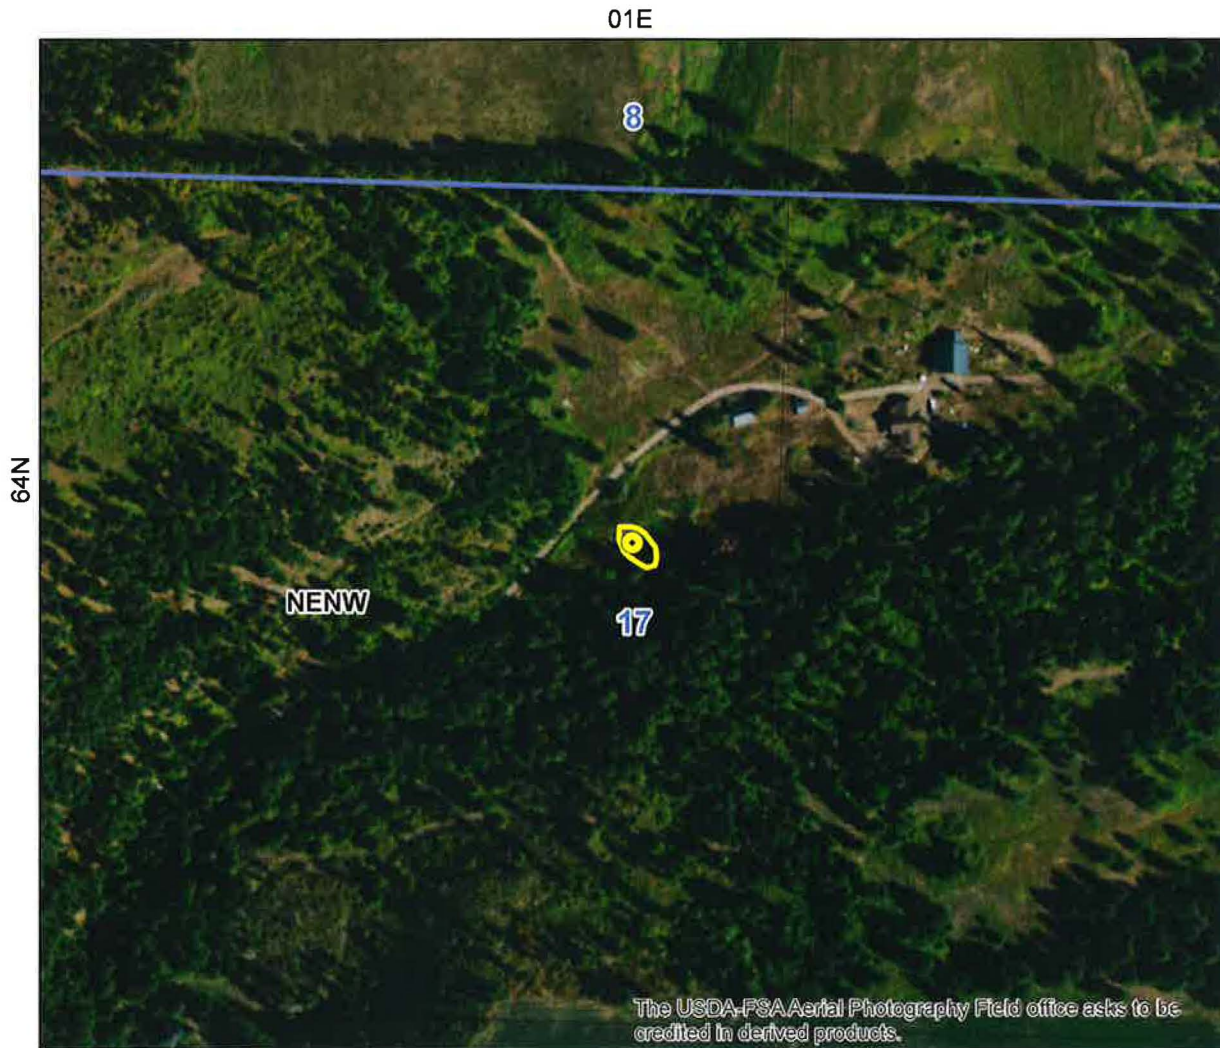 01E
8
64N
NENW
17
The USDA-FSA Aerial Photography Field office asks to be
credited in derived products.